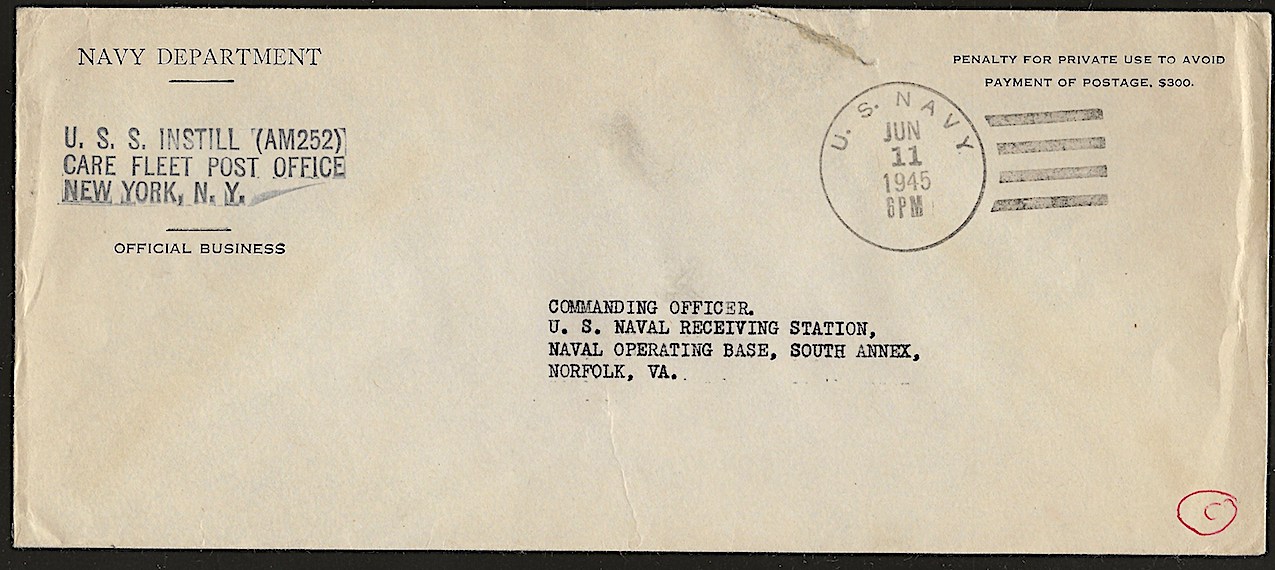 NAVY DEPARTMENT
U. S. S. INSTILL (AM252)
CARE FLEET POST OFFICE
NEW YORK, N. Y.
OFFICIAL BUSINESS
PENALTY FOR PRIVATE USE TO AVOID
PAYMENT OF POSTAGE, $300.
U. S. NAVY
JUN
11
1945
6PM
COMMANDING OFFICER.
U. S. NAVAL RECEIVING STATION,
NAVAL OPERATING BASE, SOUTH ANNEX,
NORFOLK, VA.
C